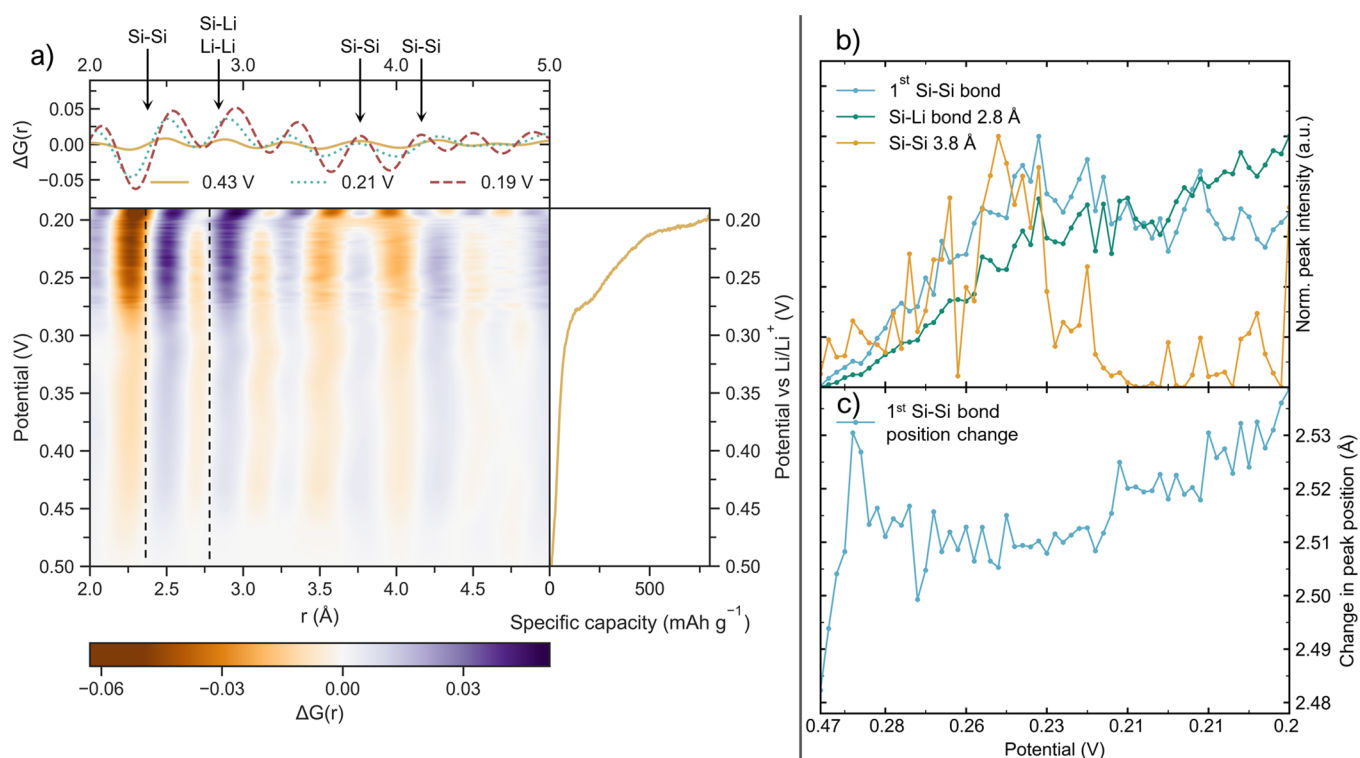 a)
Si-Si
Si-Li
Li-Li
Si-Si
Si-Si
2.0 3.0 4.0 5.0
0.05
0.00
−0.05
ΔG(r)
0.43 V 0.21 V 0.19 V
0.20
0.25
0.30
0.35
0.40
0.45
0.50
Potential (V)
2.0 2.5 3.0 3.5 4.0 4.5
r (Å)
0.20
0.25
0.30
0.35
0.40
0.45
0.50
Potential vs Li/Li⁺ (V)
0 500
Specific capacity (mAh g⁻¹)
−0.06 −0.03 0.00 0.03
ΔG(r)
b)
1st Si-Si bond
Si-Li bond 2.8 Å
Si-Si 3.8 Å
Norm. peak intensity (a.u.)
c)
1st Si-Si bond
position change
2.53
2.52
2.51
2.50
2.49
2.48
Change in peak position (Å)
0.47 0.28 0.26 0.23 0.21 0.21 0.2
Potential (V)